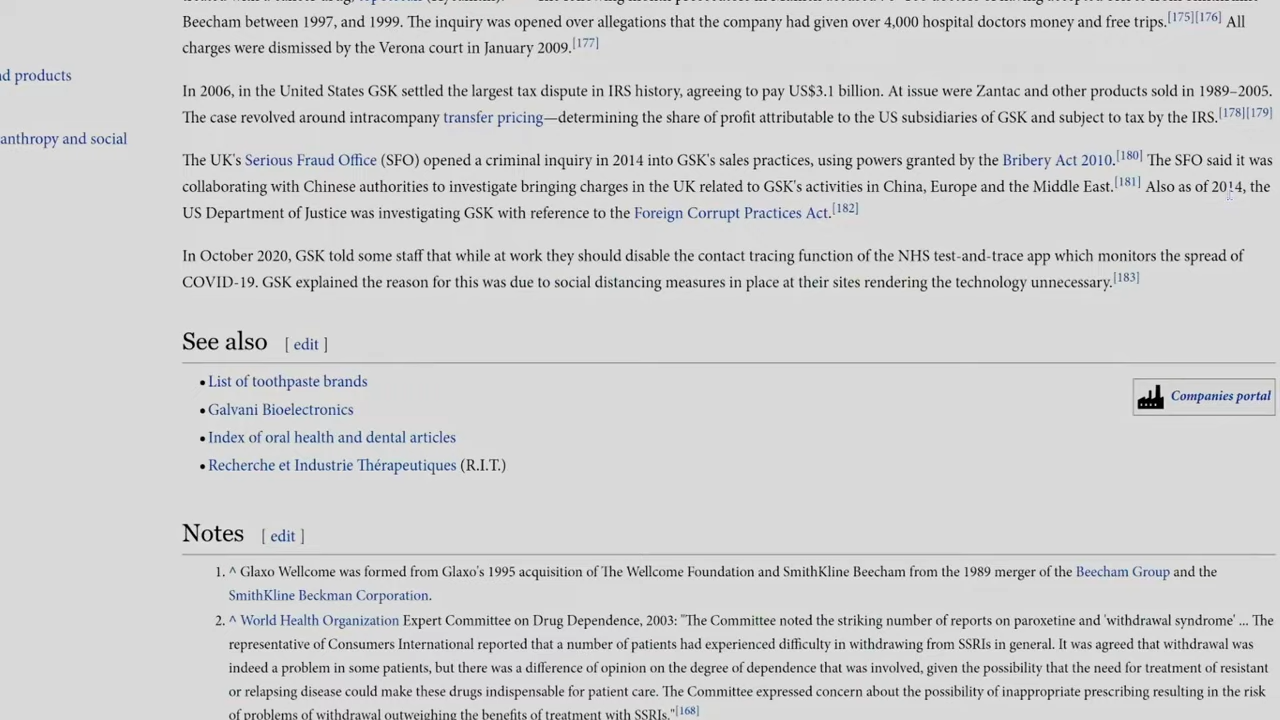 Beecham between 1997, and 1999. The inquiry was opened over allegations that the company had given over 4,000 hospital doctors money and free trips.[175][176] All
charges were dismissed by the Verona court in January 2009.[177]
nd products
In 2006, in the United States GSK settled the largest tax dispute in IRS history, agreeing to pay US$3.1 billion. At issue were Zantac and other products sold in 1989–2005.
The case revolved around intracompany transfer pricing—determining the share of profit attributable to the US subsidiaries of GSK and subject to tax by the IRS.[178][179]
anthropy and social
The UK's Serious Fraud Office (SFO) opened a criminal inquiry in 2014 into GSK's sales practices, using powers granted by the Bribery Act 2010.[180] The SFO said it was
collaborating with Chinese authorities to investigate bringing charges in the UK related to GSK's activities in China, Europe and the Middle East.[181] Also as of 2014, the
US Department of Justice was investigating GSK with reference to the Foreign Corrupt Practices Act.[182]
In October 2020, GSK told some staff that while at work they should disable the contact tracing function of the NHS test-and-trace app which monitors the spread of
COVID-19. GSK explained the reason for this was due to social distancing measures in place at their sites rendering the technology unnecessary.[183]
See also [ edit ]
• List of toothpaste brands
Companies portal
• Galvani Bioelectronics
• Index of oral health and dental articles
• Recherche et Industrie Thérapeutiques (R.I.T.)
Notes [ edit ]
1. ^ Glaxo Wellcome was formed from Glaxo's 1995 acquisition of The Wellcome Foundation and SmithKline Beecham from the 1989 merger of the Beecham Group and the
SmithKline Beckman Corporation.
2. ^ World Health Organization Expert Committee on Drug Dependence, 2003: "The Committee noted the striking number of reports on paroxetine and 'withdrawal syndrome' ... The
representative of Consumers International reported that a number of patients had experienced difficulty in withdrawing from SSRIs in general. It was agreed that withdrawal was
indeed a problem in some patients, but there was a difference of opinion on the degree of dependence that was involved, given the possibility that the need for treatment of resistant
or relapsing disease could make these drugs indispensable for patient care. The Committee expressed concern about the possibility of inappropriate prescribing resulting in the risk
of problems of withdrawal outweighing the benefits of treatment with SSRIs."[168]